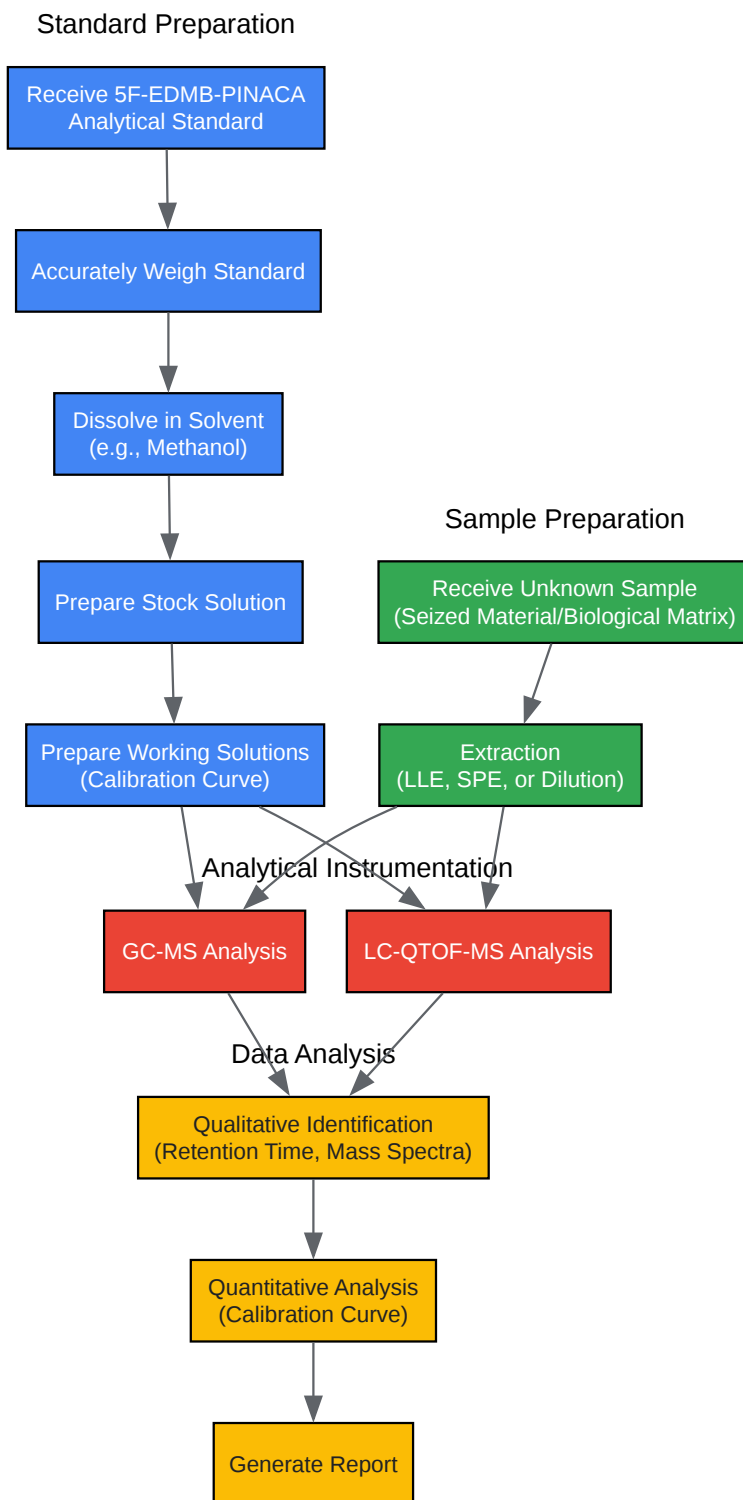 Standard Preparation
Receive 5F-EDMB-PINACA
Analytical Standard
Accurately Weigh Standard
Dissolve in Solvent
(e.g., Methanol)
Prepare Stock Solution
Sample Preparation
Receive Unknown Sample
(Seized Material/Biological Matrix)
Prepare Working Solutions
(Calibration Curve)
Extraction
(LLE, SPE, or Dilution)
Analytical Instrumentation
GC-MS Analysis
LC-QTOF-MS Analysis
Data Analysis
Qualitative Identification
(Retention Time, Mass Spectra)
Quantitative Analysis
(Calibration Curve)
Generate Report